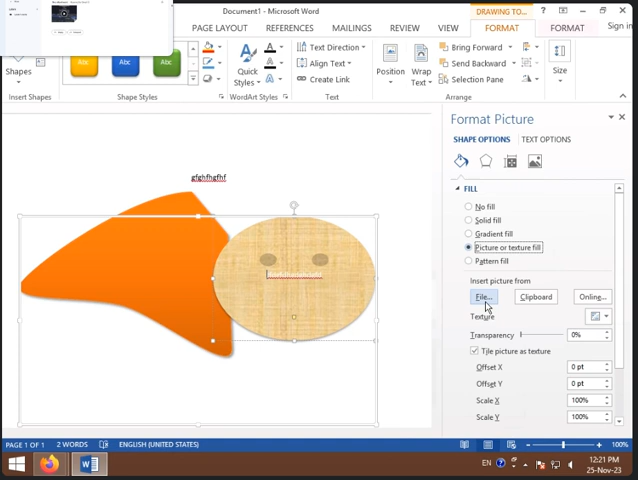 Document1 - Microsoft Word
DRAWING TO...
PAGE LAYOUT REFERENCES MAILINGS REVIEW VIEW FORMAT FORMAT Sign in
Shapes
Abc Abc Abc
Quick Styles
Text Direction
Align Text
Create Link
Position
Wrap Text
Bring Forward
Send Backward
Selection Pane
Size
Insert Shapes Shape Styles WordArt Styles Text Arrange
gfghfhgfhf
Format Picture
SHAPE OPTIONS TEXT OPTIONS
FILL
No fill
Solid fill
Gradient fill
Picture or texture fill
Pattern fill
Insert picture from
File... Clipboard Online...
Texture
Transparency 0%
Tile picture as texture
Offset X 0 pt
Offset Y 0 pt
Scale X 100%
Scale Y 100%
PAGE 1 OF 1 2 WORDS ENGLISH (UNITED STATES) 100%
EN 12:21 PM
25-Nov-23